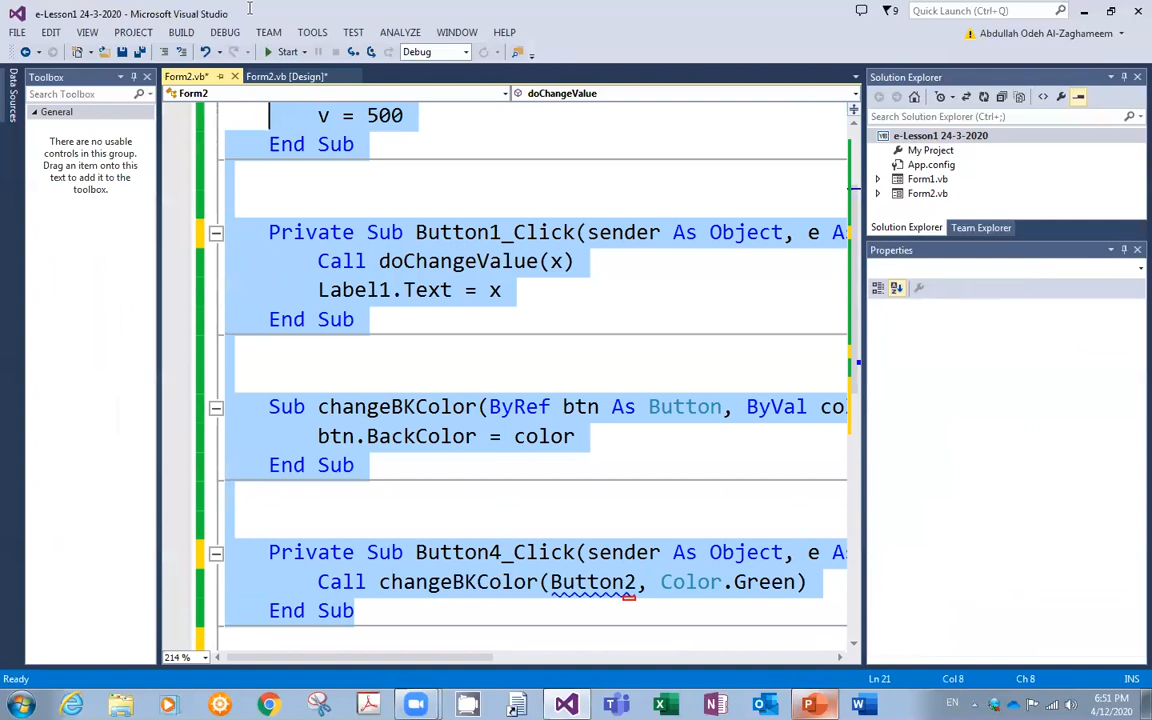 e-Lesson1 24-3-2020 - Microsoft Visual Studio
9
Quick Launch (Ctrl+Q)
FILE EDIT VIEW PROJECT BUILD DEBUG TEAM TOOLS TEST ANALYZE WINDOW HELP
Abdullah Odeh Al-Zaghameem
Start
Debug
Data Sources
Toolbox
Search Toolbox
General
There are no usable
controls in this group.
Drag an item onto this
text to add it to the
toolbox.
Form2.vb*
Form2.vb [Design]*
Form2
doChangeValue
v = 500
End Sub
Private Sub Button1_Click(sender As Object, e As
Call doChangeValue(x)
Label1.Text = x
End Sub
Sub changeBKColor(ByRef btn As Button, ByVal co
btn.BackColor = color
End Sub
Private Sub Button4_Click(sender As Object, e As
Call changeBKColor(Button2, Color.Green)
End Sub
214 %
Solution Explorer
Search Solution Explorer (Ctrl+;)
e-Lesson1 24-3-2020
My Project
App.config
Form1.vb
Form2.vb
Solution Explorer Team Explorer
Properties
Ready
Ln 21 Col 8 Ch 8 INS
EN
6:51 PM
4/12/2020